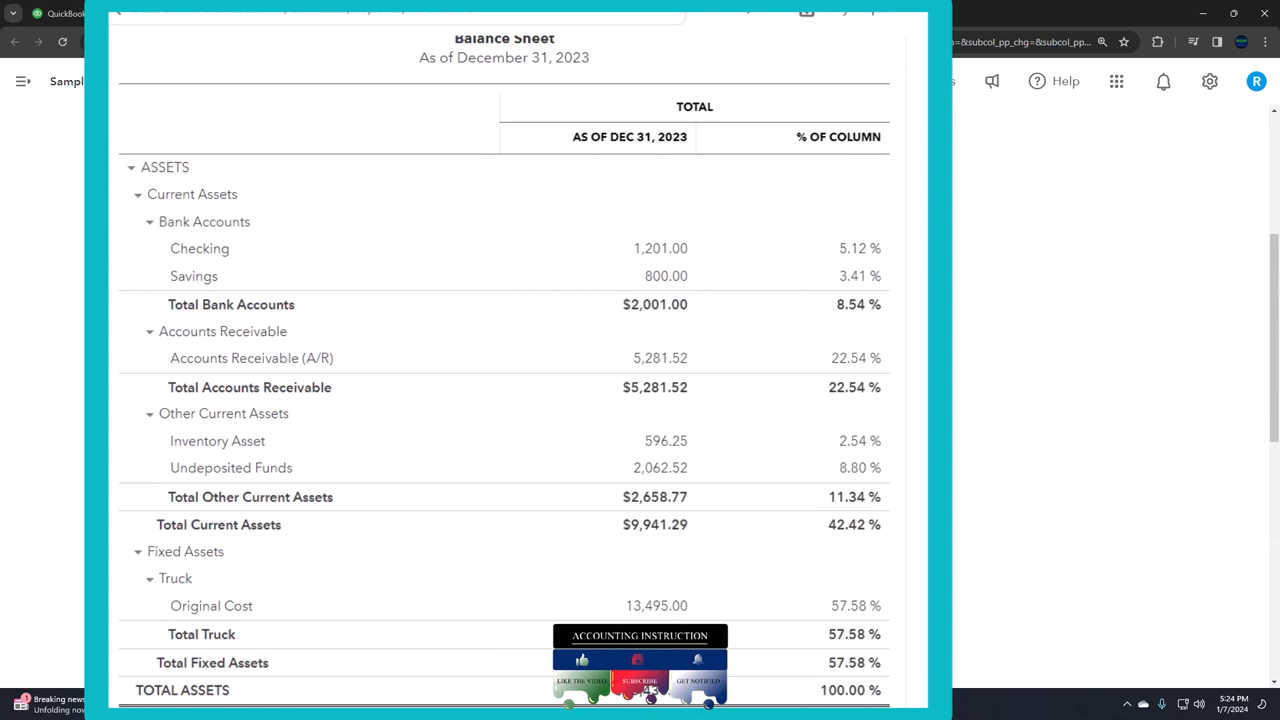 QuickBook
%3D&subcol_pp_chg=&subcol_pp...
Sampl
Help
R
Balance Sheet
As of December 31, 2023
TOTAL
AS OF DEC 31, 2023 % OF COLUMN
ASSETS
Current Assets
Bank Accounts
Checking 1,201.00 5.12 %
Savings 800.00 3.41 %
Total Bank Accounts $2,001.00 8.54 %
Accounts Receivable
Accounts Receivable (A/R) 5,281.52 22.54 %
Total Accounts Receivable $5,281.52 22.54 %
Other Current Assets
Inventory Asset 596.25 2.54 %
Undeposited Funds 2,062.52 8.80 %
Total Other Current Assets $2,658.77 11.34 %
Total Current Assets $9,941.29 42.42 %
Fixed Assets
Truck
Original Cost 13,495.00 57.58 %
Total Truck 57.58 %
Total Fixed Assets 57.58 %
TOTAL ASSETS 100.00 %
ACCOUNTING INSTRUCTION
LIKE THE VIDEO SUBSCRIBE GET NOTIFIED
1
Breaking news
Unfolding now
5:24 PM
1/7/2024